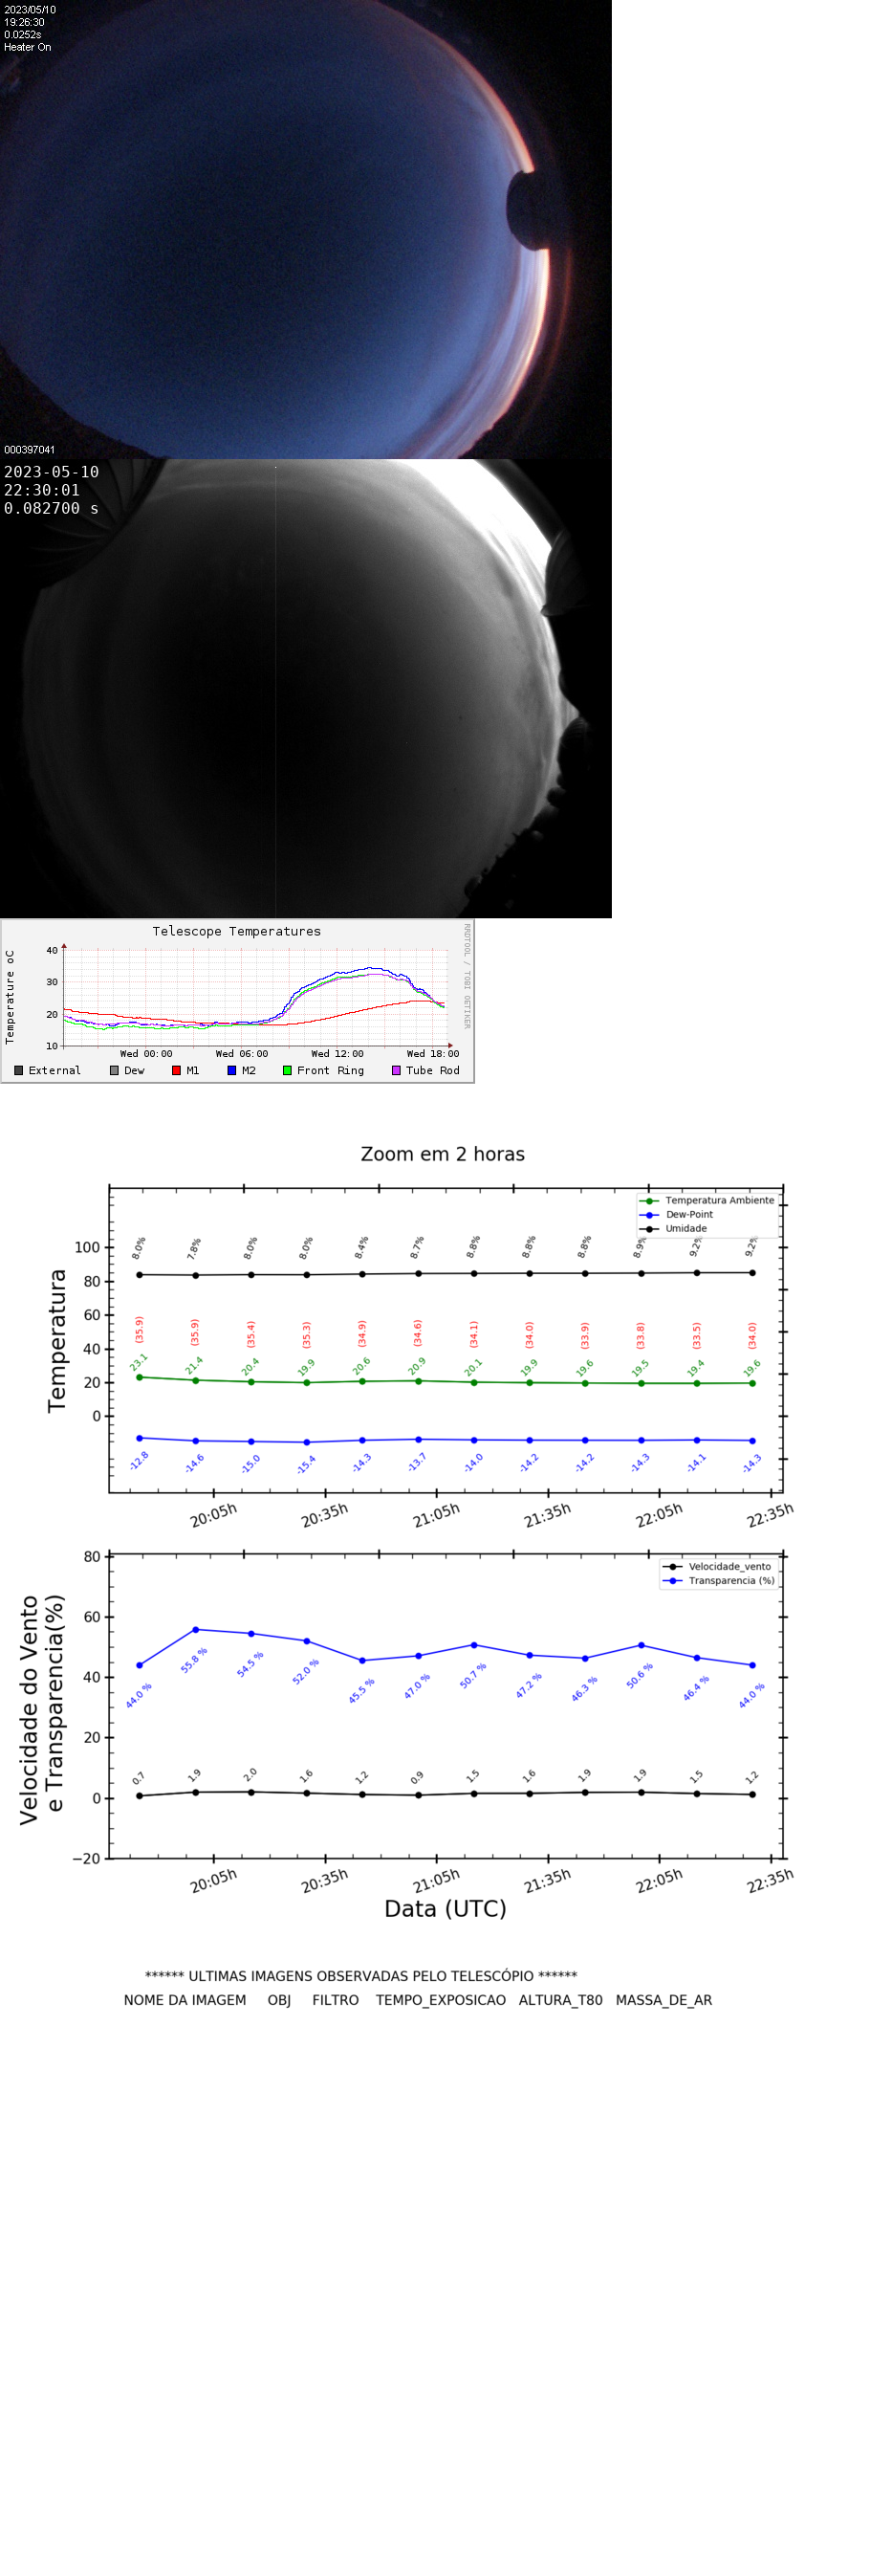 2023/05/10
19:26:30
0.0252s
Heater On
000397041
2023-05-10
22:30:01
0.082700 s
Telescope Temperatures
RRDTOOL / TOBI OETIKER
Temperature oC
40
30
20
10
Wed 00:00 Wed 06:00 Wed 12:00 Wed 18:00
External Dew M1 M2 Front Ring Tube Rod
Zoom em 2 horas
Temperatura Ambiente
Dew-Point
Umidade
Temperatura
100
80
60
40
20
0
8.0% 7.8% 8.0% 8.0% 8.4% 8.7% 8.8% 8.8% 8.8% 8.9% 9.2% 9.2%
(35.9) (35.9) (35.4) (35.3) (34.9) (34.6) (34.1) (34.0) (33.9) (33.8) (33.5) (34.0)
23.1 21.4 20.4 19.9 20.6 20.9 20.1 19.9 19.6 19.5 19.4 19.6
-12.8 -14.6 -15.0 -15.4 -14.3 -13.7 -14.0 -14.2 -14.2 -14.3 -14.1 -14.3
20:05h 20:35h 21:05h 21:35h 22:05h 22:35h
Velocidade_vento
Transparencia (%)
Velocidade do Vento
e Transparencia(%)
80
60
40
20
0
−20
44.0 % 55.8 % 54.5 % 52.0 % 45.5 % 47.0 % 50.7 % 47.2 % 46.3 % 50.6 % 46.4 % 44.0 %
0.7 1.9 2.0 1.6 1.2 0.9 1.5 1.6 1.9 1.9 1.5 1.2
20:05h 20:35h 21:05h 21:35h 22:05h 22:35h
Data (UTC)
****** ULTIMAS IMAGENS OBSERVADAS PELO TELESCÓPIO ******
NOME DA IMAGEM OBJ FILTRO TEMPO_EXPOSICAO ALTURA_T80 MASSA_DE_AR